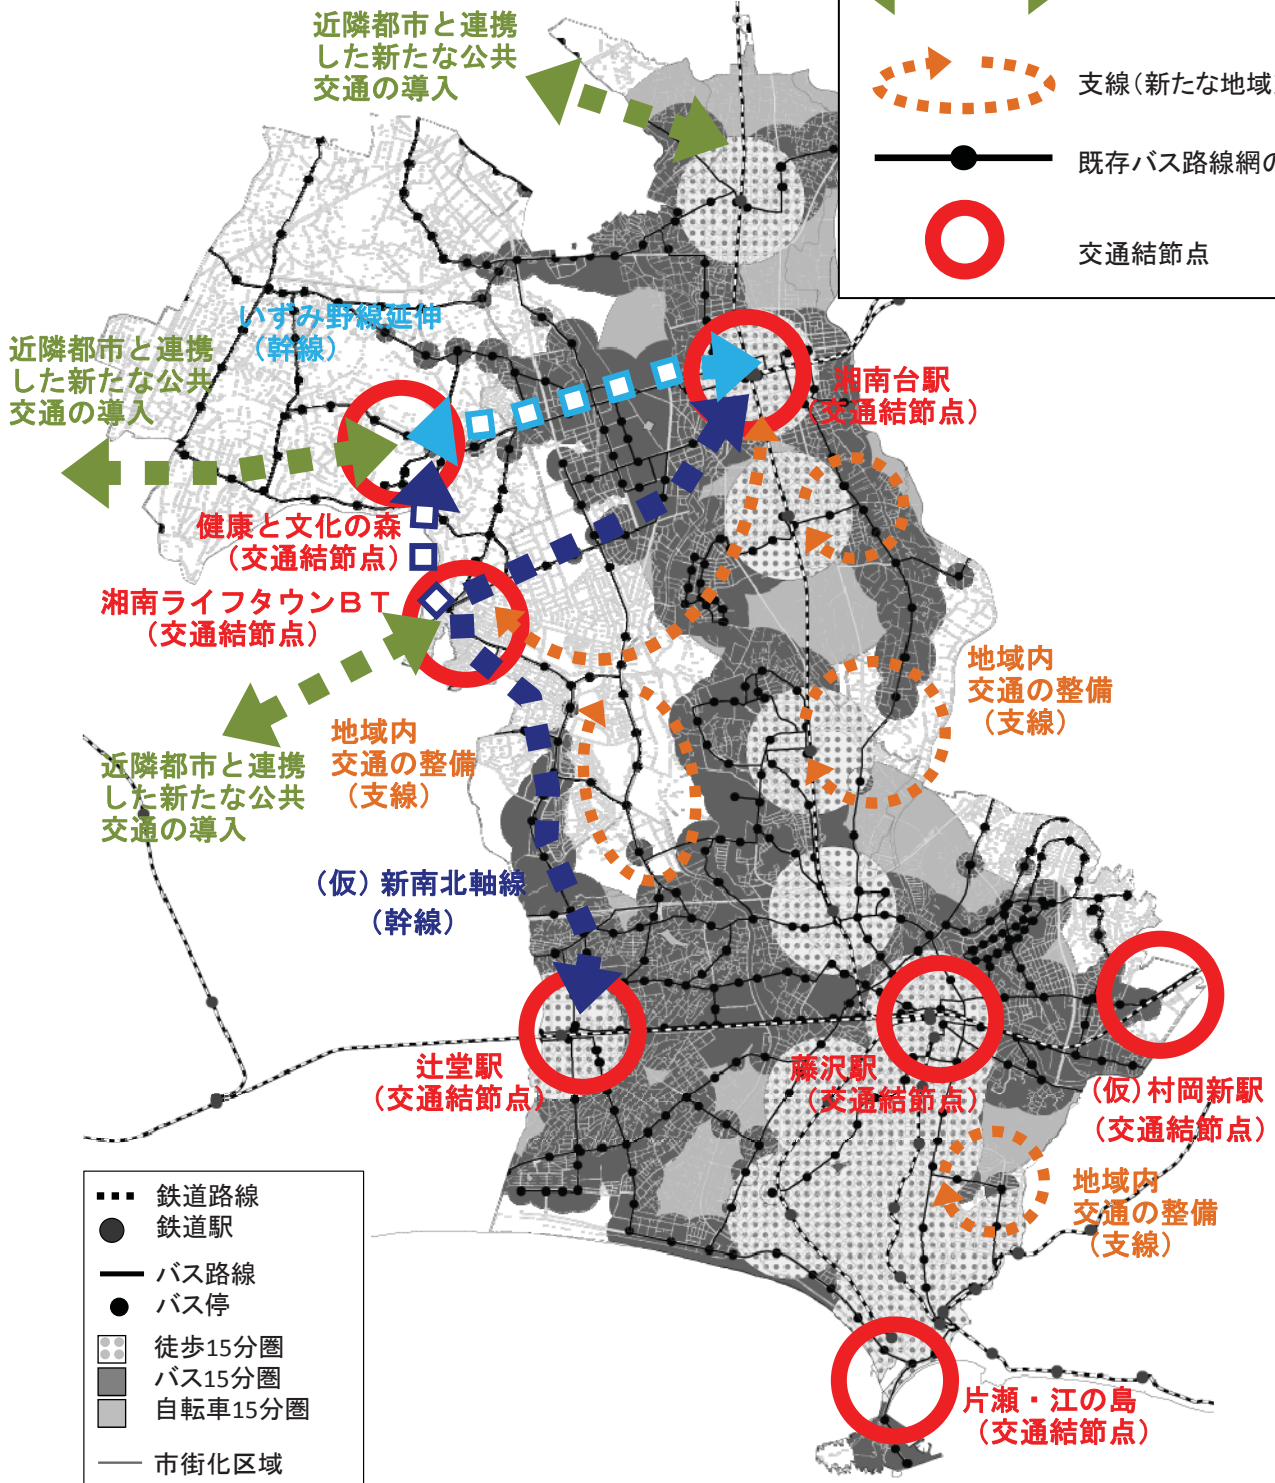 近隣都市と連携
した新たな公共
交通の導入
支線(新たな地域
既存バス路線網の
交通結節点
いずみ野線延伸
(幹線)
近隣都市と連携
した新たな公共
交通の導入
湘南台駅
(交通結節点)
健康と文化の森
(交通結節点)
湘南ライフタウンBT
(交通結節点)
地域内
交通の整備
(支線)
地域内
交通の整備
(支線)
近隣都市と連携
した新たな公共
交通の導入
(仮)新南北軸線
(幹線)
辻堂駅
(交通結節点)
藤沢駅
(交通結節点)
(仮)村岡新駅
(交通結節点)
地域内
交通の整備
(支線)
片瀬・江の島
(交通結節点)
鉄道路線
鉄道駅
バス路線
バス停
徒歩15分圏
バス15分圏
自転車15分圏
市街化区域